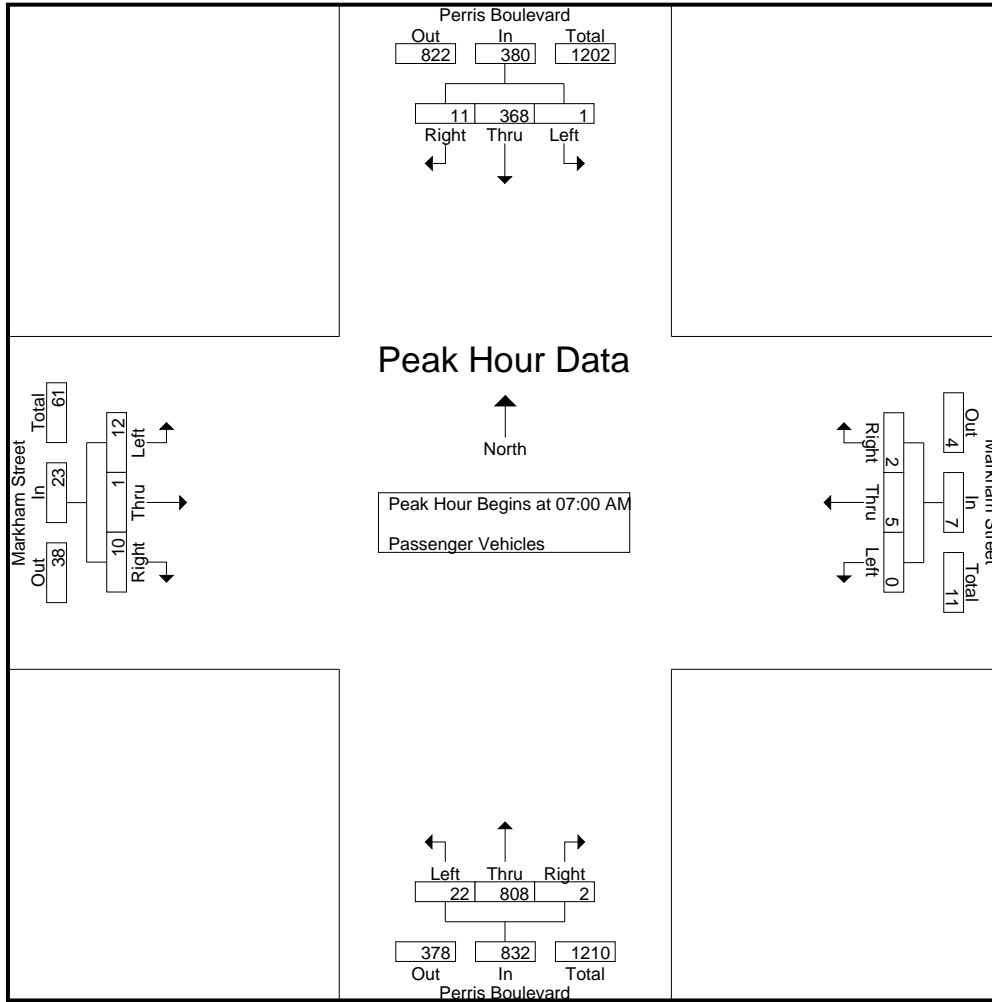 Perris Boulevard
Out In Total
822 380 1202
11 368 1
Right Thru Left
Peak Hour Data
North
Peak Hour Begins at 07:00 AM
Passenger Vehicles
Markham Street
Total In Out
61 23 38
12 1 10
Left Thru Right
Markham Street
Out In Total
4 7 11
2 5 0
Right Thru Left
Left Thru Right
22 808 2
378 832 1210
Out In Total
Perris Boulevard